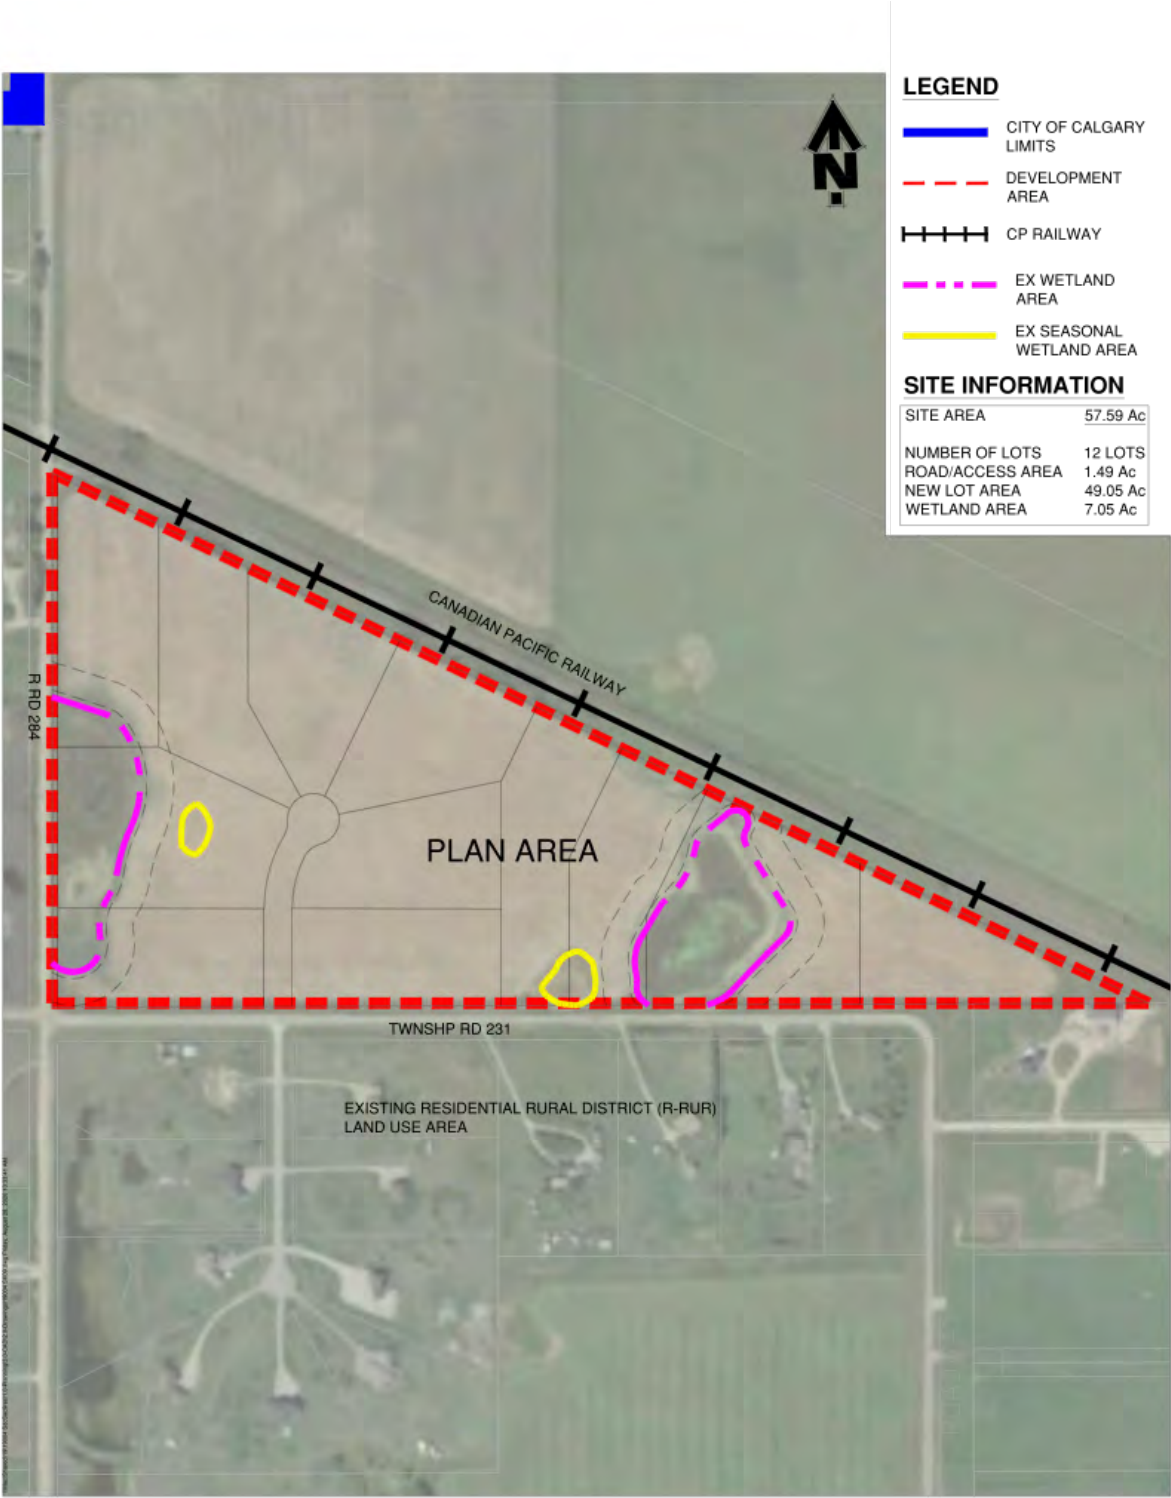 LEGEND
CITY OF CALGARY
LIMITS
DEVELOPMENT
AREA
CP RAILWAY
EX WETLAND
AREA
EX SEASONAL
WETLAND AREA
SITE INFORMATION
SITE AREA 57.59 Ac
NUMBER OF LOTS 12 LOTS
ROAD/ACCESS AREA 1.49 Ac
NEW LOT AREA 49.05 Ac
WETLAND AREA 7.05 Ac
N
CANADIAN PACIFIC RAILWAY
R RD 284
PLAN AREA
TWNSHP RD 231
EXISTING RESIDENTIAL RURAL DISTRICT (R-RUR)
LAND USE AREA